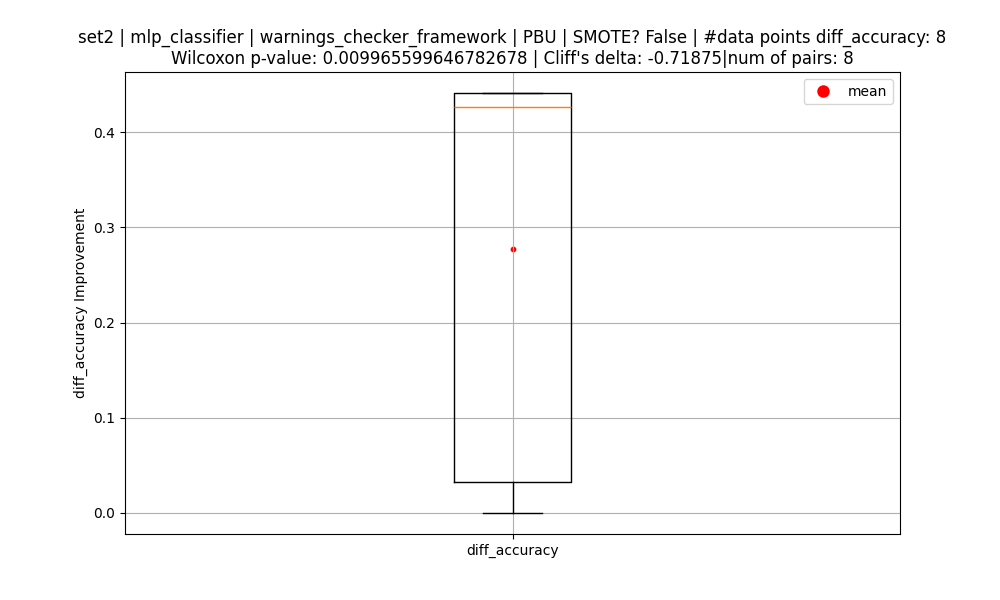 set2 | mlp_classifier | warnings_checker_framework | PBU | SMOTE? False | #data points diff_accuracy: 8
Wilcoxon p-value: 0.009965599646782678 | Cliff's delta: -0.71875|num of pairs: 8
mean
0.4
0.3
0.2
0.1
0.0
diff_accuracy Improvement
diff_accuracy